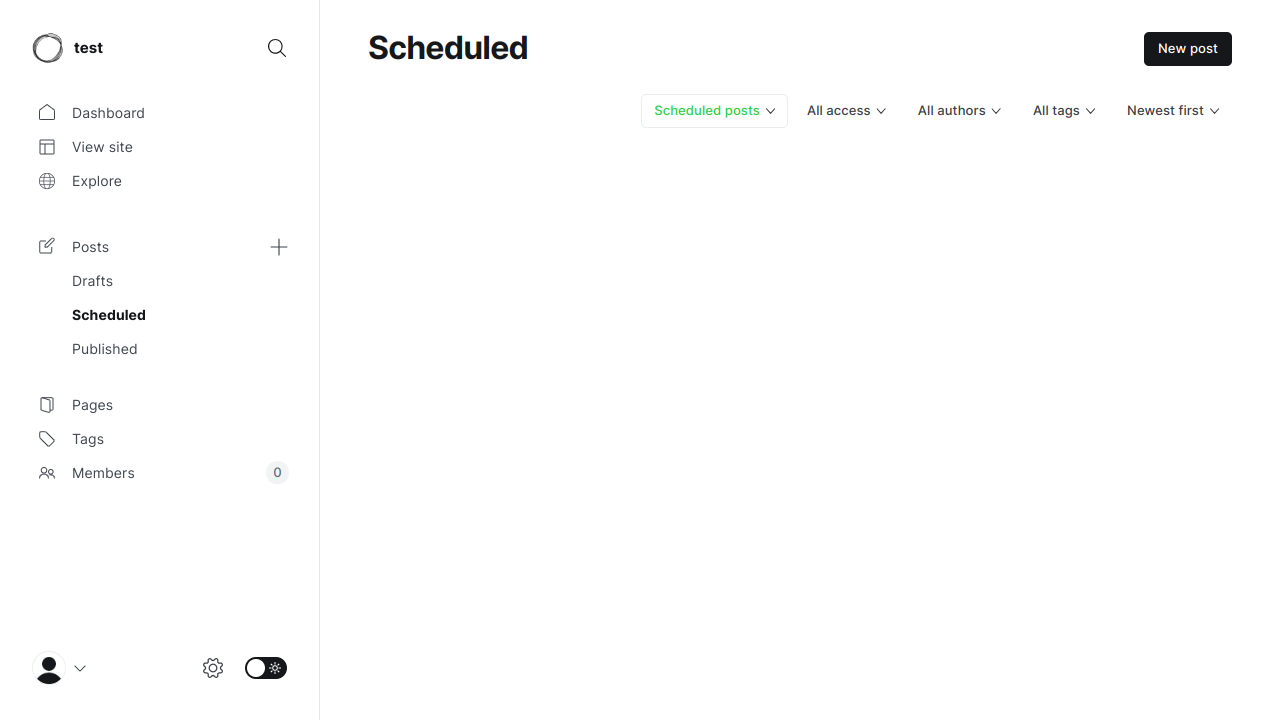 test
Dashboard
View site
Explore
Posts
Drafts
Scheduled
Published
Pages
Tags
Members 0
Scheduled
New post
Scheduled posts All access All authors All tags Newest first